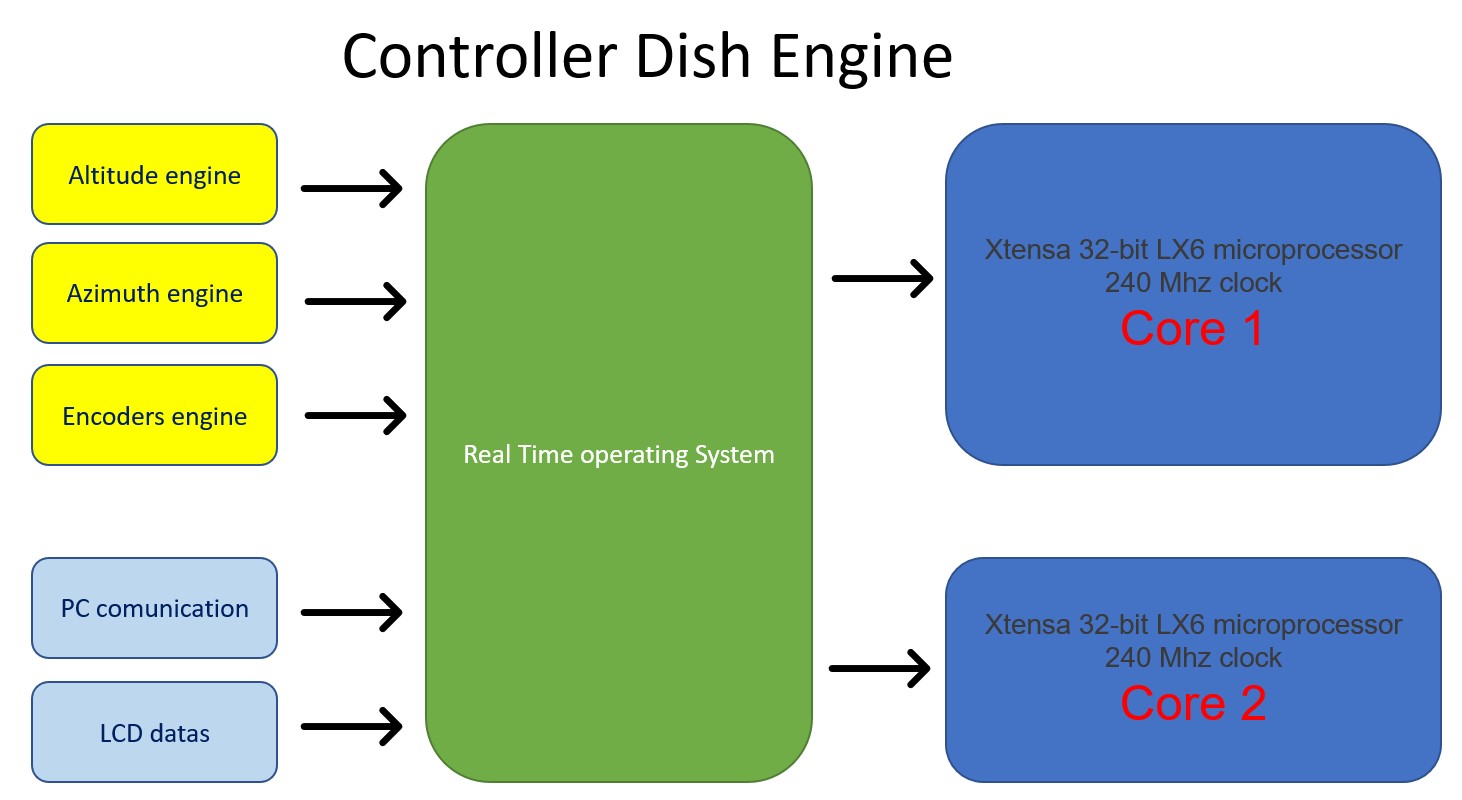 Controller Dish Engine
Altitude engine
Azimuth engine
Encoders engine
PC comunication
LCD datas
Real Time operating System
Xtensa 32-bit LX6 microprocessor
240 Mhz clock
Core 1
Xtensa 32-bit LX6 microprocessor
240 Mhz clock
Core 2